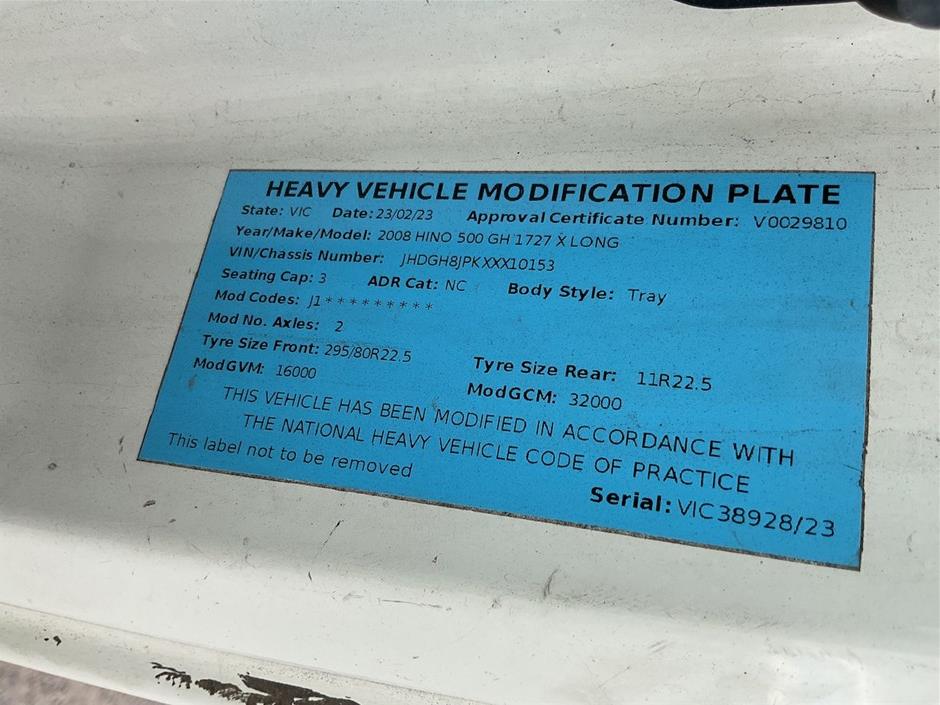 HEAVY VEHICLE MODIFICATION PLATE
State: VIC Date: 23/02/23 Approval Certificate Number: V0029810
Year/Make/Model: 2008 HINO 500 GH 1727 X LONG
VIN/Chassis Number: JHDGH8JPKXXX10153
Seating Cap: 3 ADR Cat: NC Body Style: Tray
Mod Codes: J1*********
Mod No. Axles: 2
Tyre Size Front: 295/80R22.5 Tyre Size Rear: 11R22.5
ModGVM: 16000 ModGCM: 32000
THIS VEHICLE HAS BEEN MODIFIED IN ACCORDANCE WITH
THE NATIONAL HEAVY VEHICLE CODE OF PRACTICE
This label not to be removed
Serial: VIC38928/23